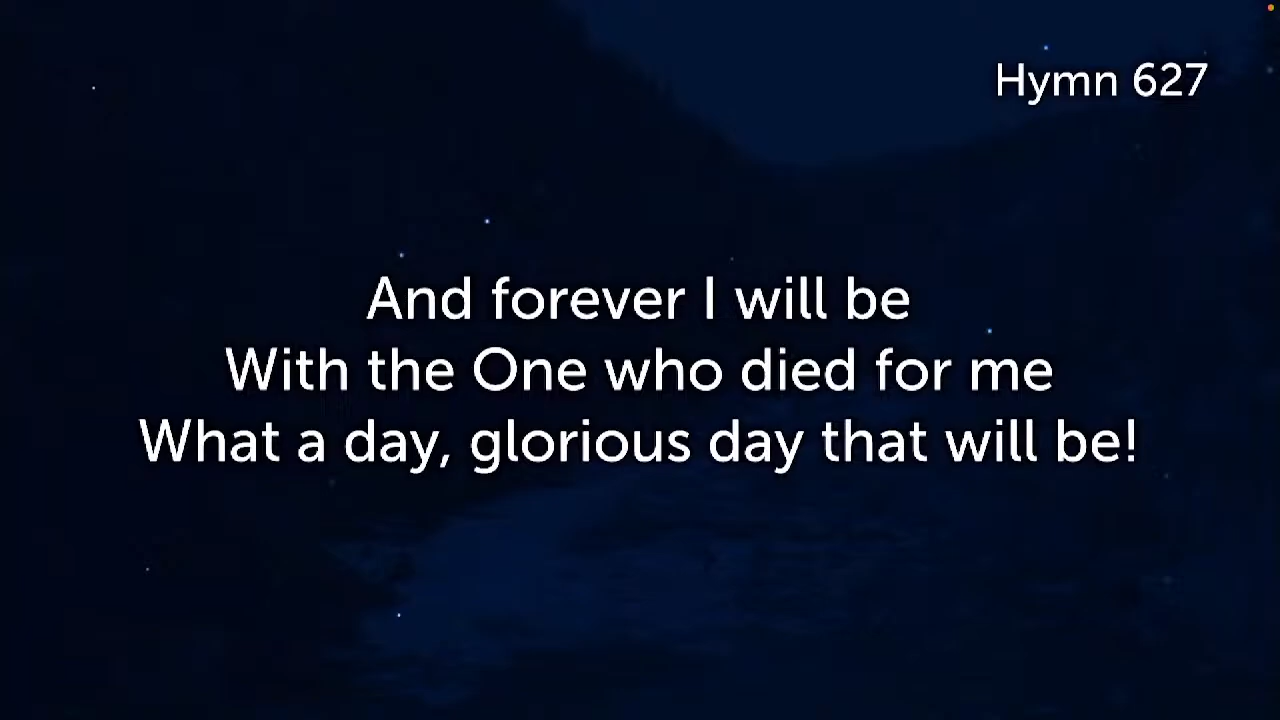 Hymn 627
And forever I will be
With the One who died for me
What a day, glorious day that will be!